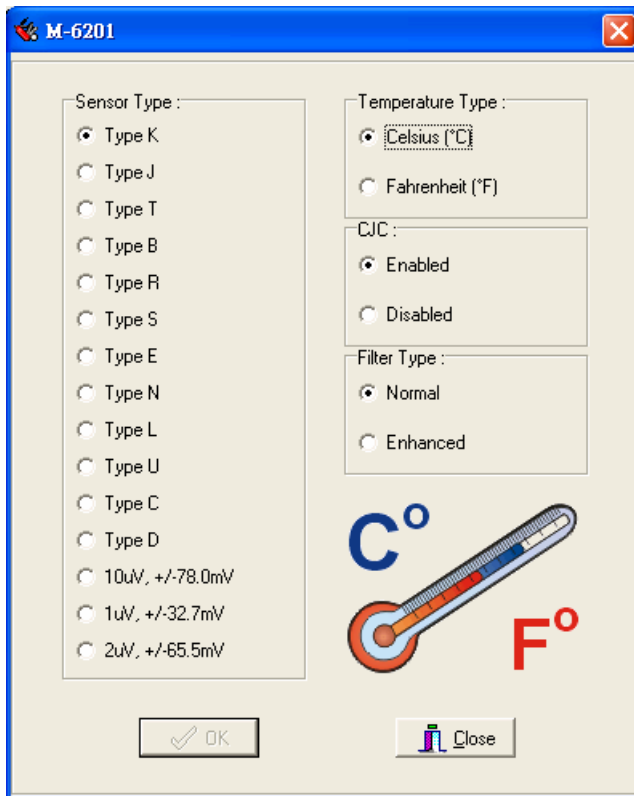 M-6201
Sensor Type :
Type K
Type J
Type T
Type B
Type R
Type S
Type E
Type N
Type L
Type U
Type C
Type D
10uV, +/-78.0mV
1uV, +/-32.7mV
2uV, +/-65.5mV
Temperature Type :
Celsius (°C)
Fahrenheit (°F)
CJC :
Enabled
Disabled
Filter Type :
Normal
Enhanced
C°
F°
OK
Close